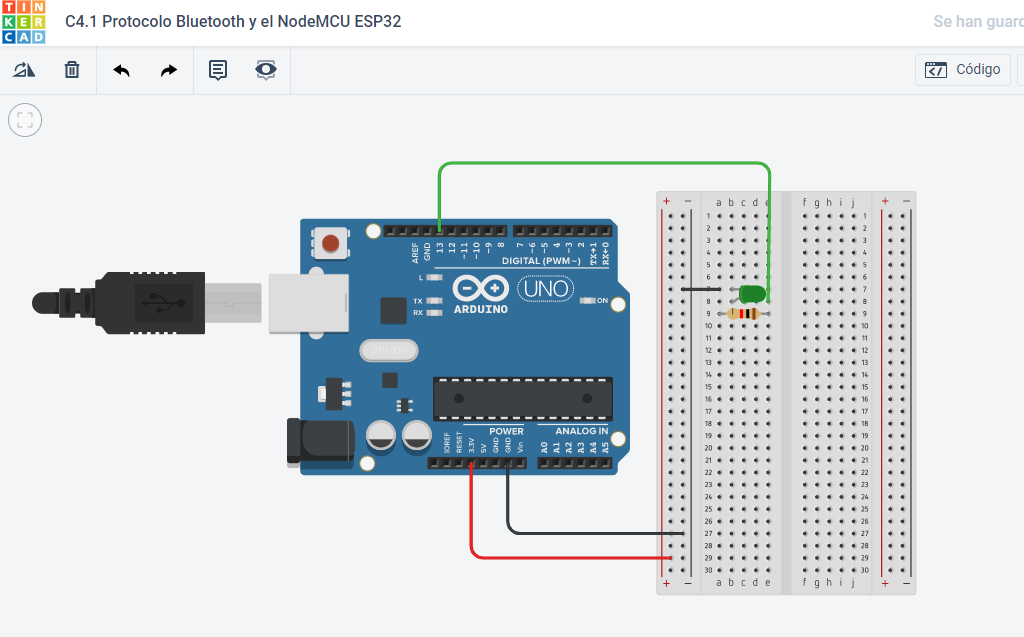 TIN
KER
CAD
C4.1 Protocolo Bluetooth y el NodeMCU ESP32
Se han guard
Código
AREF
GND
13
12
~11
~10
~9
8
7
~6
~5
4
~3
2
TX→1
RX←0
DIGITAL (PWM~)
L
TX
RX
UNO
ON
ARDUINO
POWER
ANALOG IN
IOREF
RESET
3.3V
5V
GND
GND
Vin
A0
A1
A2
A3
A4
A5
+ − a b c d e f g h i j + −
1 1
2 2
3 3
4 4
5 5
6 6
7
8 8
9 9
10 10
11 11
12 12
13 13
14 14
15 15
16 16
17 17
18 18
19 19
20 20
21 21
22 22
23 23
24 24
25 25
26 26
27 27
28 28
29 29
30 30
+ − a b c d e f g h i j + −